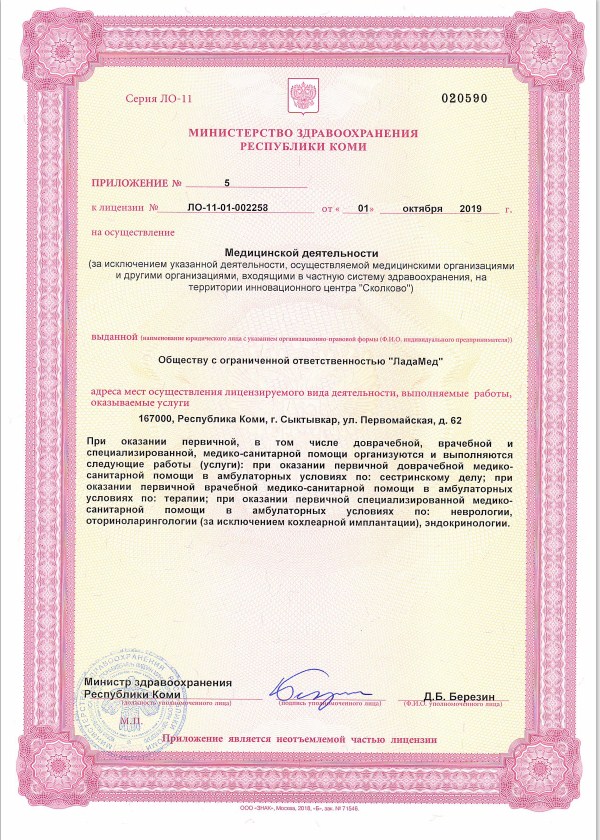 Серия ЛО-11
020590
МИНИСТЕРСТВО ЗДРАВООХРАНЕНИЯ
РЕСПУБЛИКИ КОМИ
ПРИЛОЖЕНИЕ № 5
к лицензии № ЛО-11-01-002258 от « 01» октября 2019 г.
на осуществление
Медицинской деятельности
(за исключением указанной деятельности, осуществляемой медицинскими организациями
и другими организациями, входящими в частную систему здравоохранения, на
территории инновационного центра "Сколково")
выданной (наименование юридического лица с указанием организационно-правовой формы (Ф.И.О. индивидуального предпринимателя))
Обществу с ограниченной ответственностью "ЛадаМед"
адреса мест осуществления лицензируемого вида деятельности, выполняемые работы,
оказываемые услуги
167000, Республика Коми, г. Сыктывкар, ул. Первомайская, д. 62
При оказании первичной, в том числе доврачебной, врачебной и
специализированной, медико-санитарной помощи организуются и выполняются
следующие работы (услуги): при оказании первичной доврачебной медико-
санитарной помощи в амбулаторных условиях по: сестринскому делу; при
оказании первичной врачебной медико-санитарной помощи в амбулаторных
условиях по: терапии; при оказании первичной специализированной медико-
санитарной помощи в амбулаторных условиях по: неврологии,
оториноларингологии (за исключением кохлеарной имплантации), эндокринологии.
Министр здравоохранения
Республики Коми
Д.Б. Березин
(должность уполномоченного лица)
(подпись уполномоченного лица)
(Ф.И.О. уполномоченного лица)
М.П.
Приложение является неотъемлемой частью лицензии
ООО «ЗНАК», Москва, 2018, «Б», зак. № 71546.